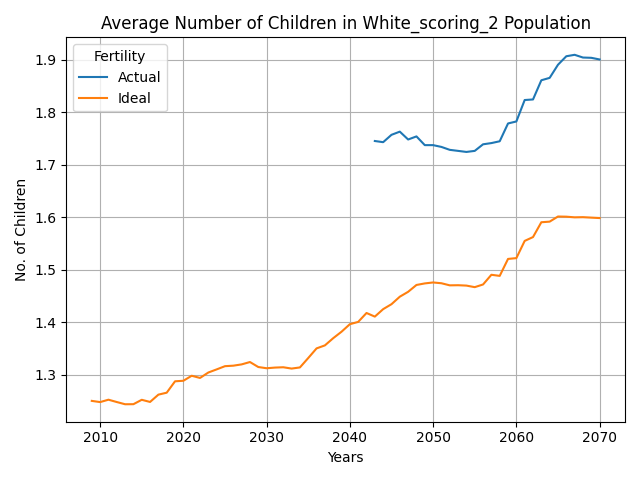 Average Number of Children in White_scoring_2 Population
Fertility
Actual
Ideal
No. of Children
1.9
1.8
1.7
1.6
1.5
1.4
1.3
2010 2020 2030 2040 2050 2060 2070
Years